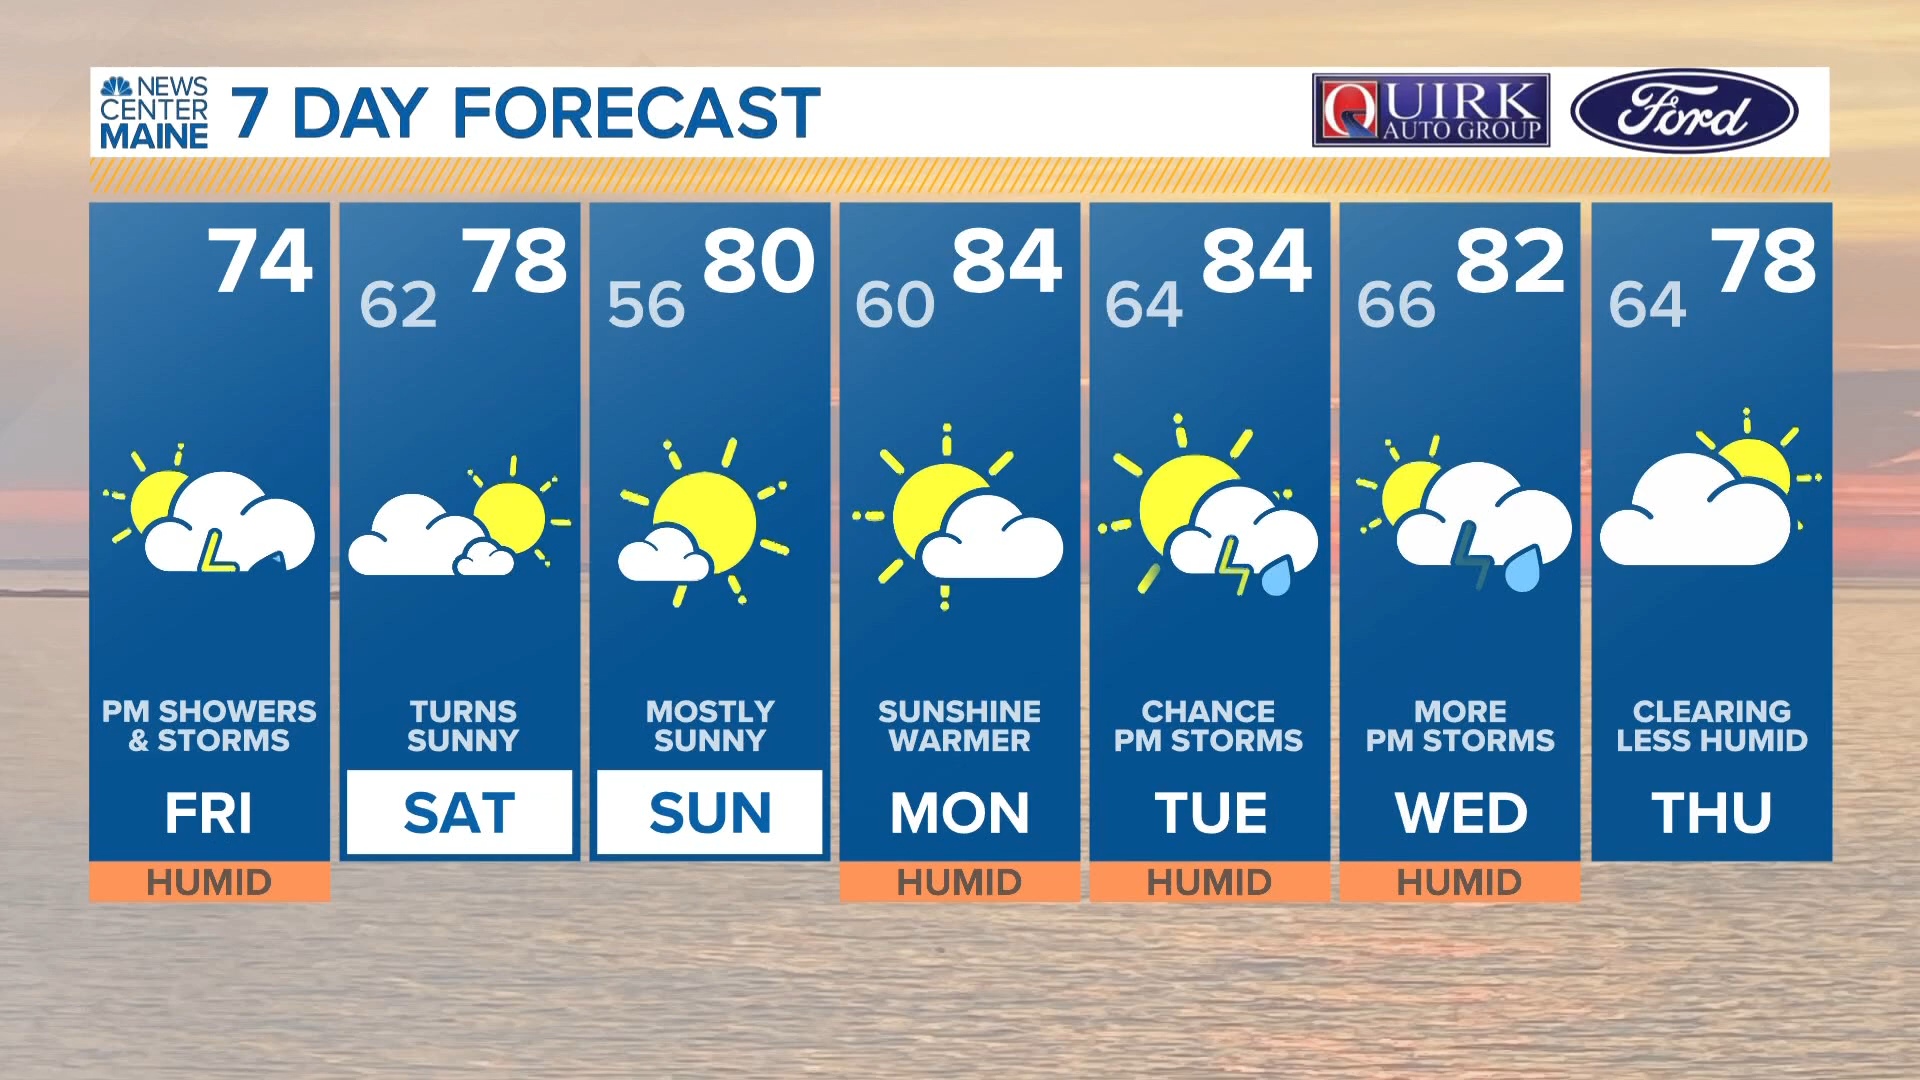 NEWS
CENTER
MAINE
7 DAY FORECAST
QUIRK
AUTO GROUP
Ford
74
62 78
56 80
60 84
64 84
66 82
64 78
PM SHOWERS
& STORMS
FRI
HUMID
TURNS
SUNNY
SAT
MOSTLY
SUNNY
SUN
SUNSHINE
WARMER
MON
HUMID
CHANCE
PM STORMS
TUE
HUMID
MORE
PM STORMS
WED
HUMID
CLEARING
LESS HUMID
THU